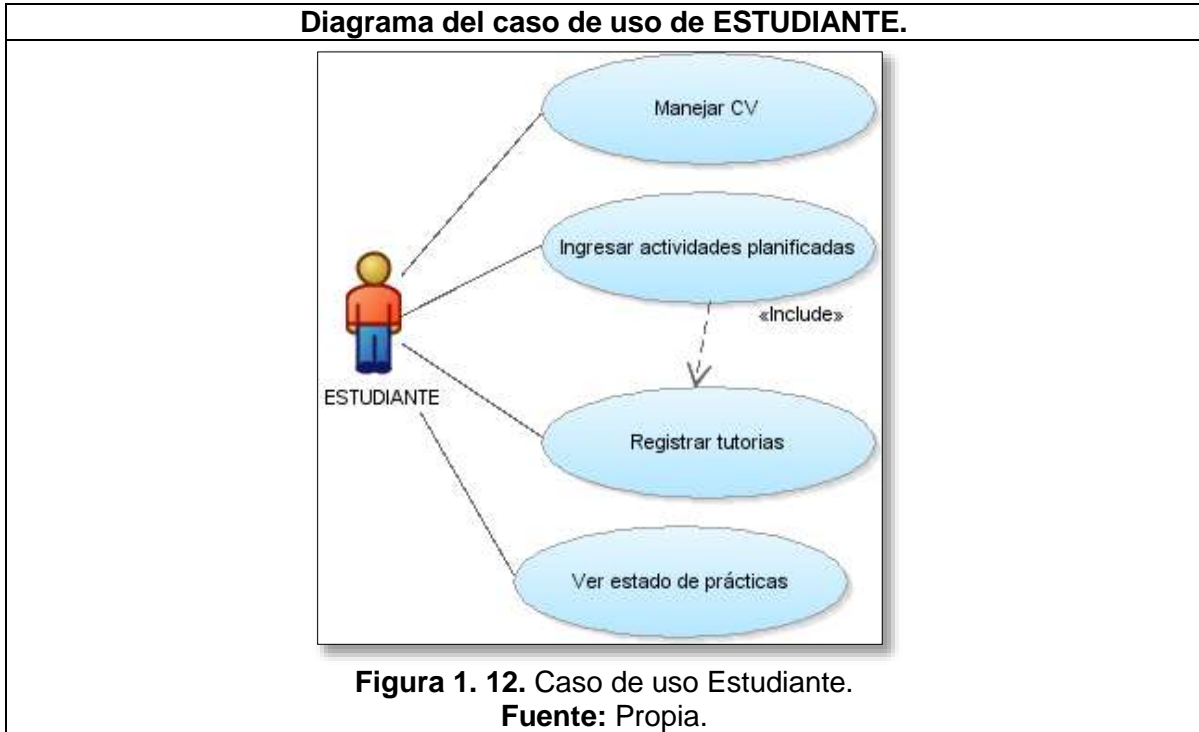 Diagrama del caso de uso de ESTUDIANTE.
Manejar CV
Ingresar actividades planificadas
«Include»
ESTUDIANTE
Registrar tutorias
Ver estado de prácticas
Figura 1. 12. Caso de uso Estudiante.
Fuente: Propia.